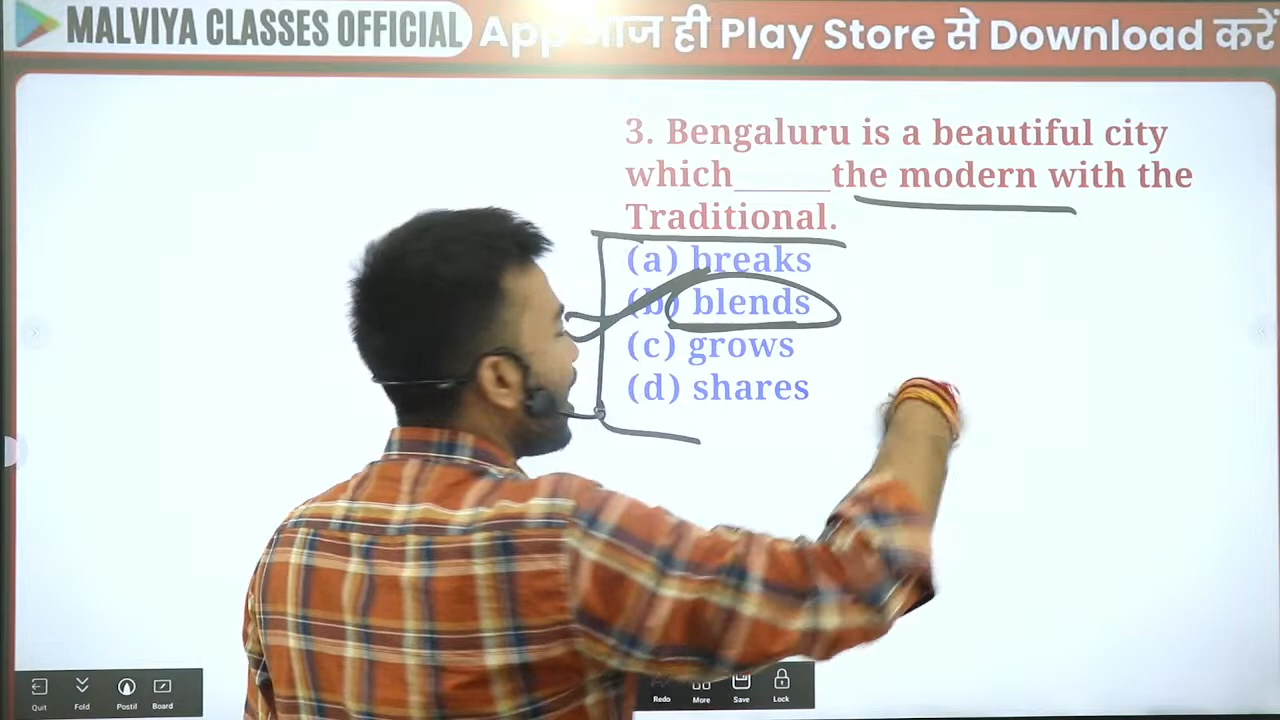 MALVIYA CLASSES OFFICIAL App आज ही Play Store से Download करें
3. Bengaluru is a beautiful city
which______the modern with the
Traditional.
(a) breaks
(b) blends
(c) grows
(d) shares
Quit Fold Postil Board Redo More Save Lock